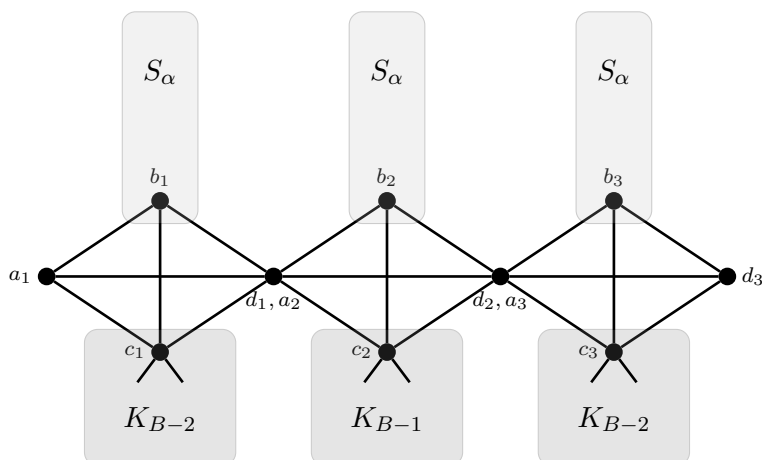 S_α S_α S_α
b_1 b_2 b_3
a_1 d_1, a_2 d_2, a_3 d_3
c_1 c_2 c_3
K_{B−2} K_{B−1} K_{B−2}